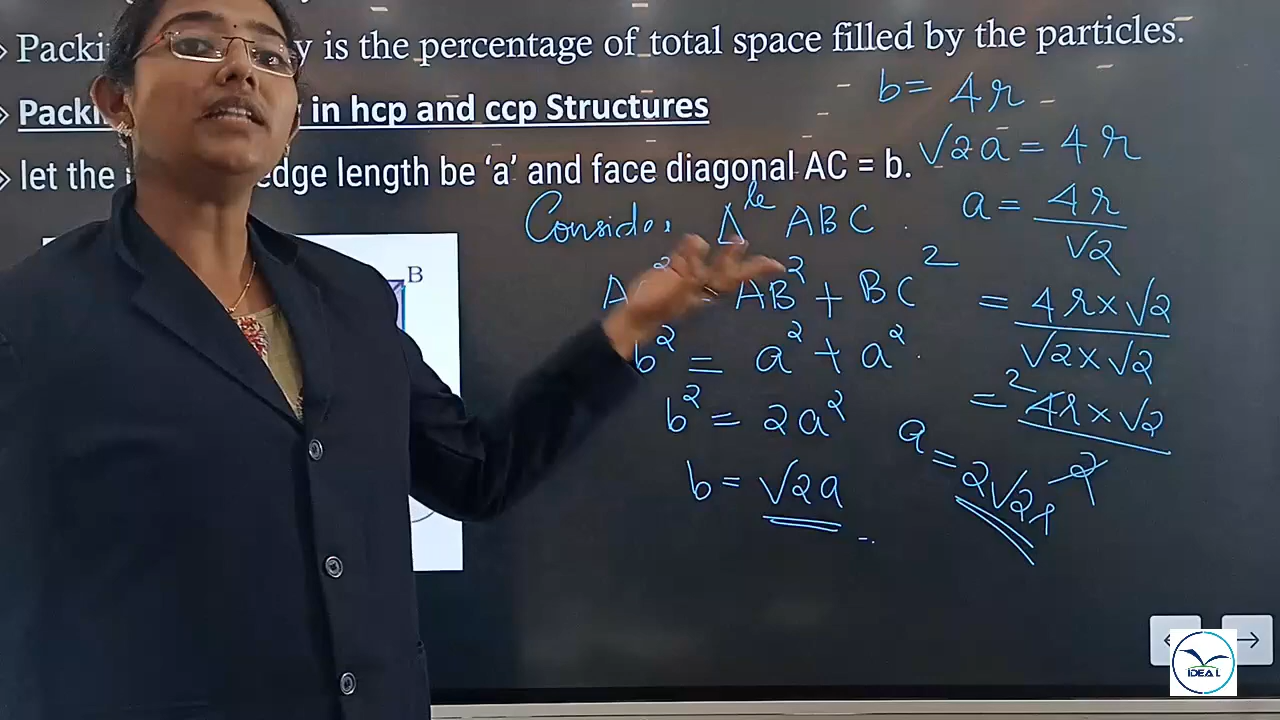 Packi y is the percentage of total space filled by the particles.
Packi in hcp and ccp Structures
let the edge length be ‘a’ and face diagonal AC = b.
B
Consider Δle ABC .
A ² = AB² + BC²
b² = a² + a² .
b² = 2a²
b = √2a
b = 4r
√2a = 4r
a = 4r / √2
= 4r × √2 / √2 × √2
= ² 4r × √2 / 2
a = 2√2r
IDEAL